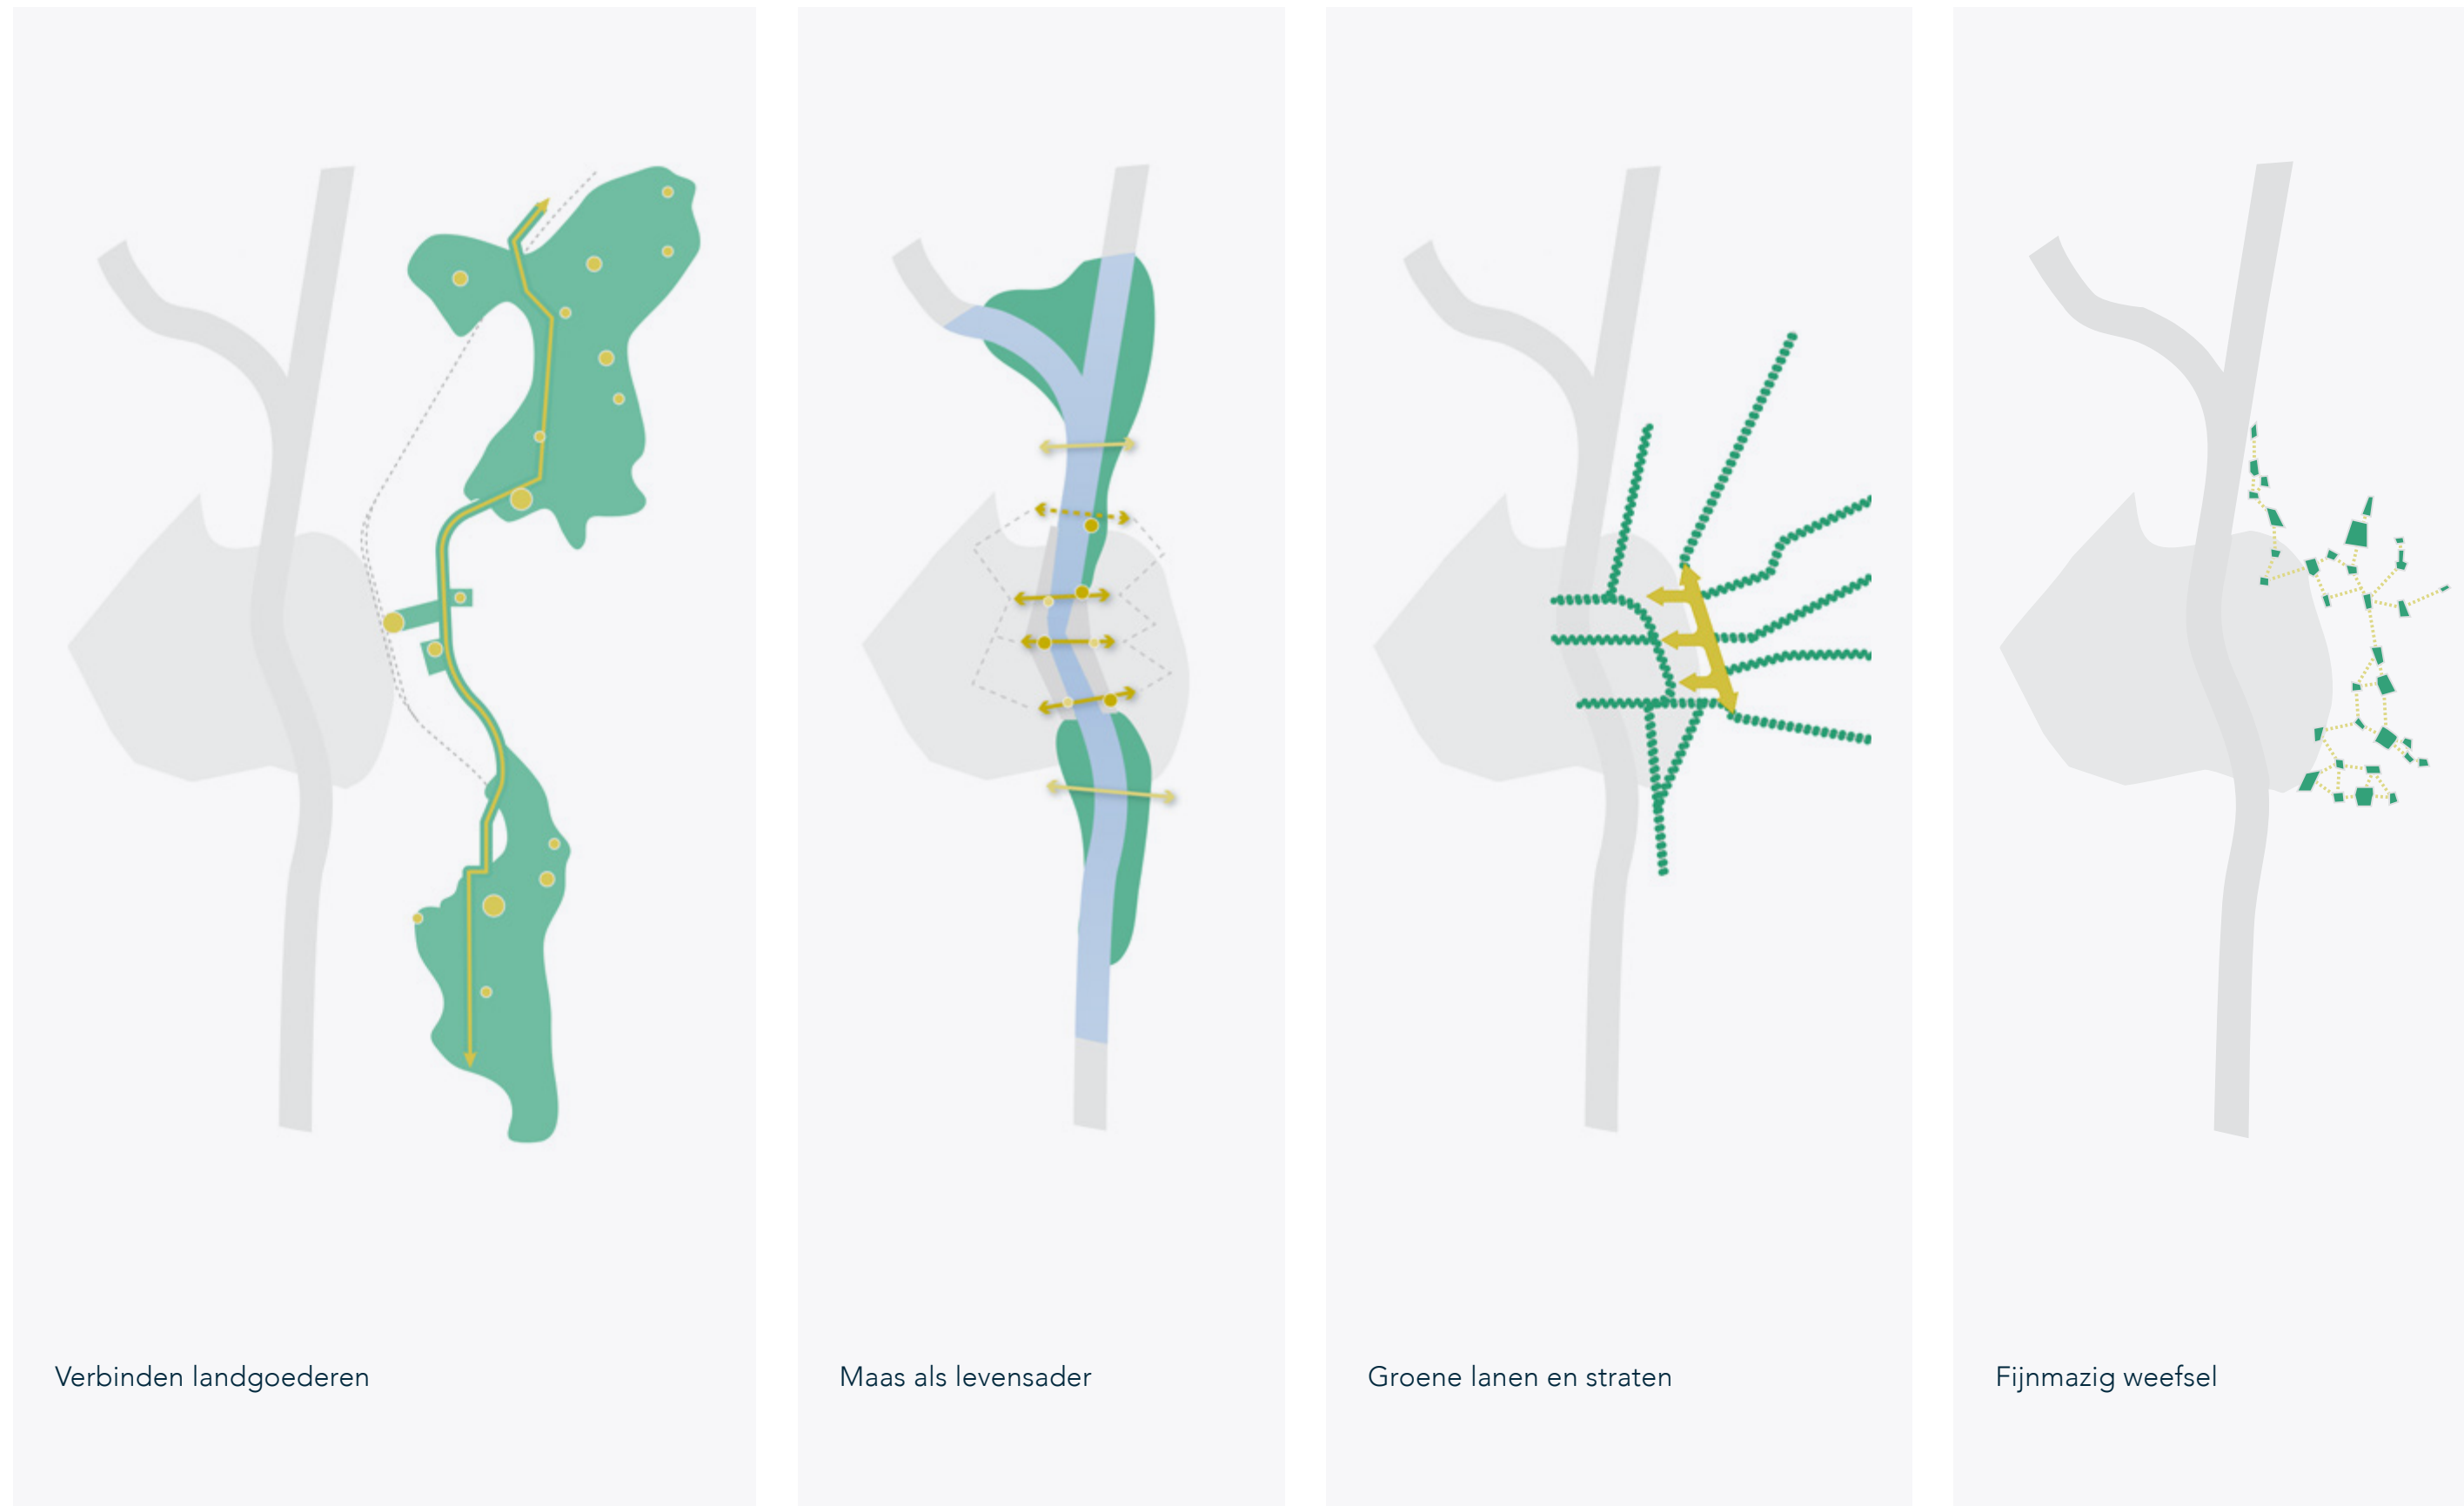 Verbinden landgoederen
Maas als levensader
Groene lanen en straten
Fijnmazig weefsel